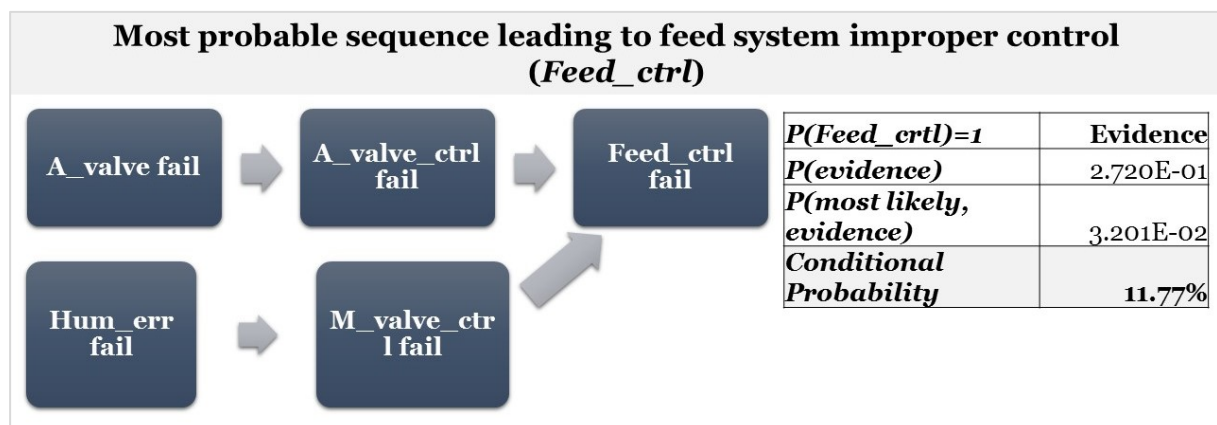 Most probable sequence leading to feed system improper control
(Feed_ctrl)
A_valve fail
A_valve_ctrl
fail
Feed_ctrl
fail
Hum_err
fail
M_valve_ctr
l fail
P(Feed_crtl)=1 Evidence
P(evidence) 2.720E-01
P(most likely,
evidence) 3.201E-02
Conditional
Probability 11.77%